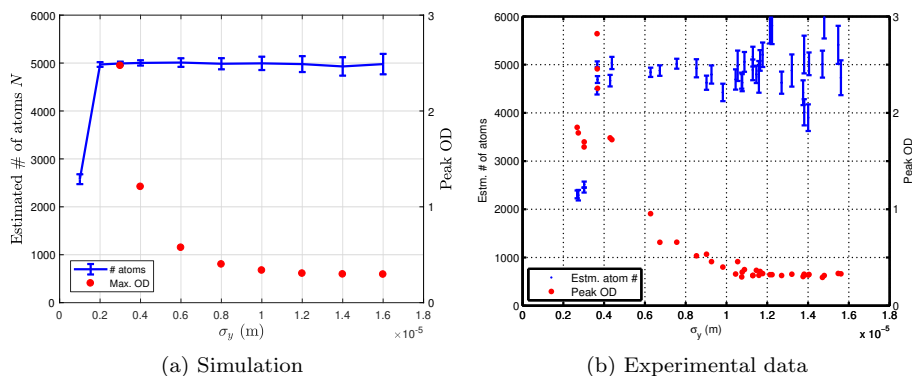 6000
5000
4000
3000
2000
1000
0
Estimated # of atoms N
3
2
1
0
Peak OD
# atoms
Max. OD
0 0.2 0.4 0.6 0.8 1 1.2 1.4 1.6 1.8
σy (m)
×10-5
(a) Simulation
6000
5000
4000
3000
2000
1000
0
Estm. # of atoms
3
2
1
0
Peak OD
Estm. atom #
Peak OD
0 0.2 0.4 0.6 0.8 1 1.2 1.4 1.6 1.8
σy (m)
x 10-5
(b) Experimental data